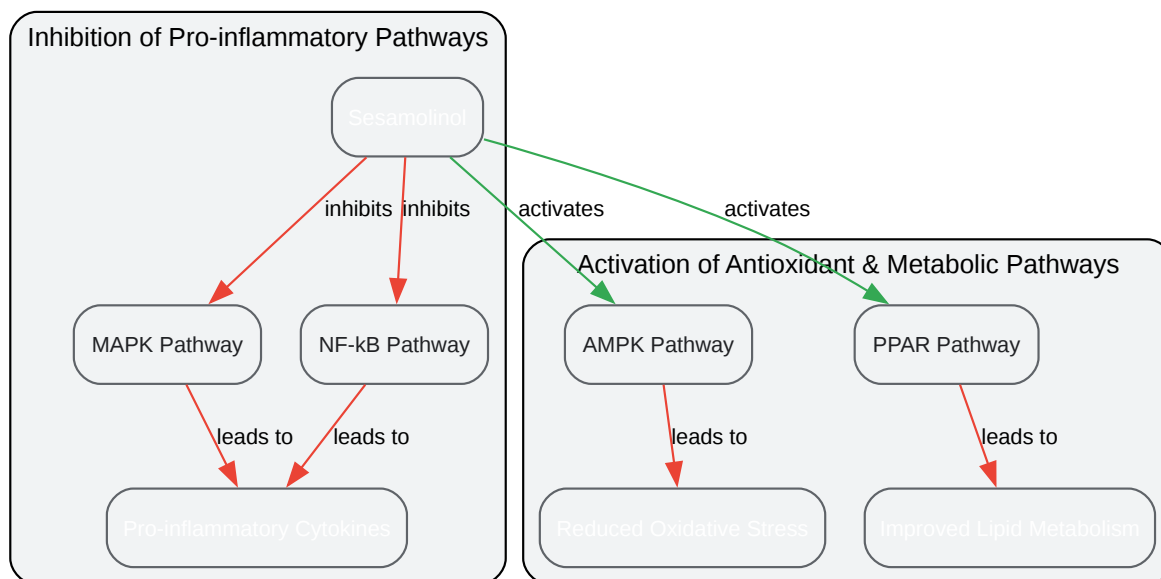 Inhibition of Pro-inflammatory Pathways
Sesamolinol
inhibits
inhibits
activates
activates
Activation of Antioxidant & Metabolic Pathways
MAPK Pathway
NF-kB Pathway
AMPK Pathway
PPAR Pathway
leads to
leads to
leads to
leads to
Pro-inflammatory Cytokines
Reduced Oxidative Stress
Improved Lipid Metabolism